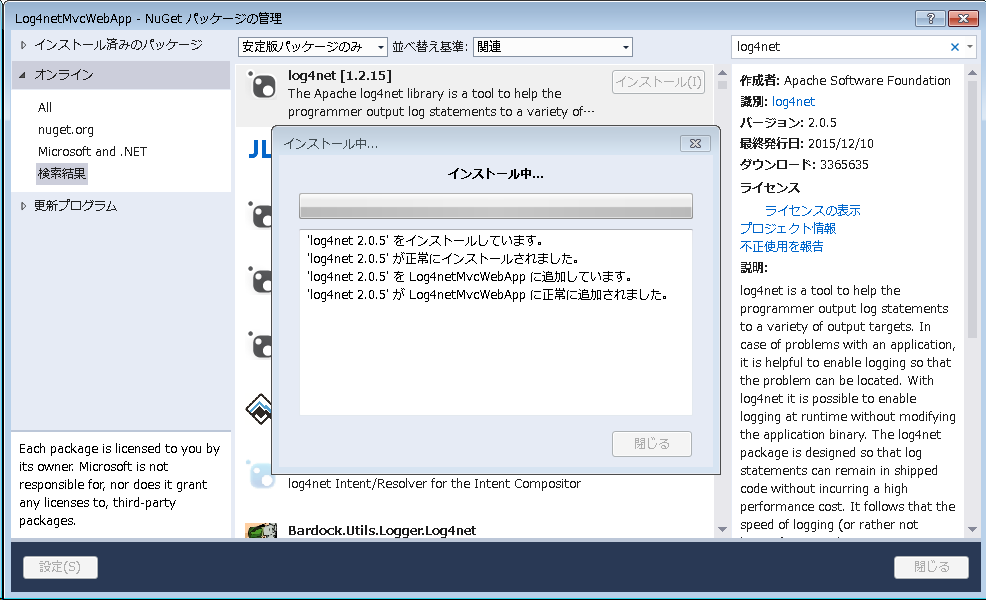 Log4netMvcWebApp - NuGet パッケージの管理
インストール済みのパッケージ
オンライン
All
nuget.org
Microsoft and .NET
検索結果
更新プログラム
Each package is licensed to you by
its owner. Microsoft is not
responsible for, nor does it grant
any licenses to, third-party
packages.
安定版パッケージのみ 並べ替え基準: 関連
log4net [1.2.15]
インストール(I)
The Apache log4net library is a tool to help the
programmer output log statements to a variety of…
JL
インストール中...
インストール中...
'log4net 2.0.5' をインストールしています。
'log4net 2.0.5' が正常にインストールされました。
'log4net 2.0.5' を Log4netMvcWebApp に追加しています。
'log4net 2.0.5' が Log4netMvcWebApp に正常に追加されました。
閉じる
log4net Intent/Resolver for the Intent Compositor
Bardock.Utils.Logger.Log4net
log4net
作成者: Apache Software Foundation
識別: log4net
バージョン: 2.0.5
最終発行日: 2015/12/10
ダウンロード: 3365635
ライセンス
ライセンスの表示
プロジェクト情報
不正使用を報告
説明:
log4net is a tool to help the
programmer output log statements
to a variety of output targets. In
case of problems with an application,
it is helpful to enable logging so that
the problem can be located. With
log4net it is possible to enable
logging at runtime without modifying
the application binary. The log4net
package is designed so that log
statements can remain in shipped
code without incurring a high
performance cost. It follows that the
speed of logging (or rather not
設定(S)
閉じる